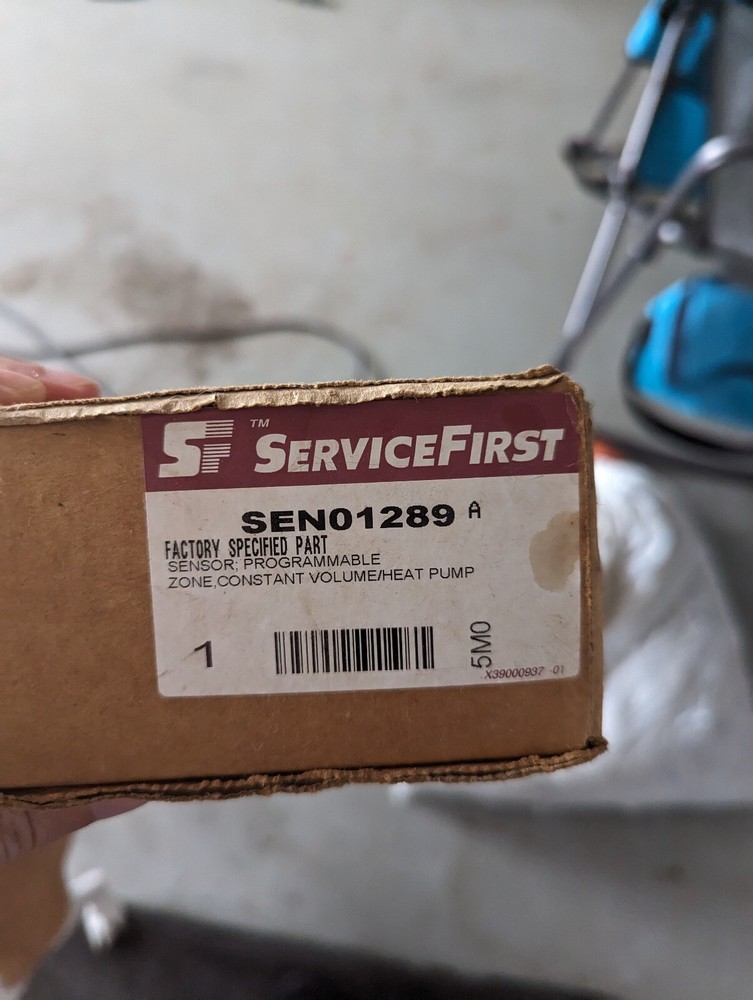 SF ™ SERVICEFIRST
SEN01289 A
FACTORY SPECIFIED PART
SENSOR; PROGRAMMABLE
ZONE,CONSTANT VOLUME/HEAT PUMP
1
5M0
X39000937 -01